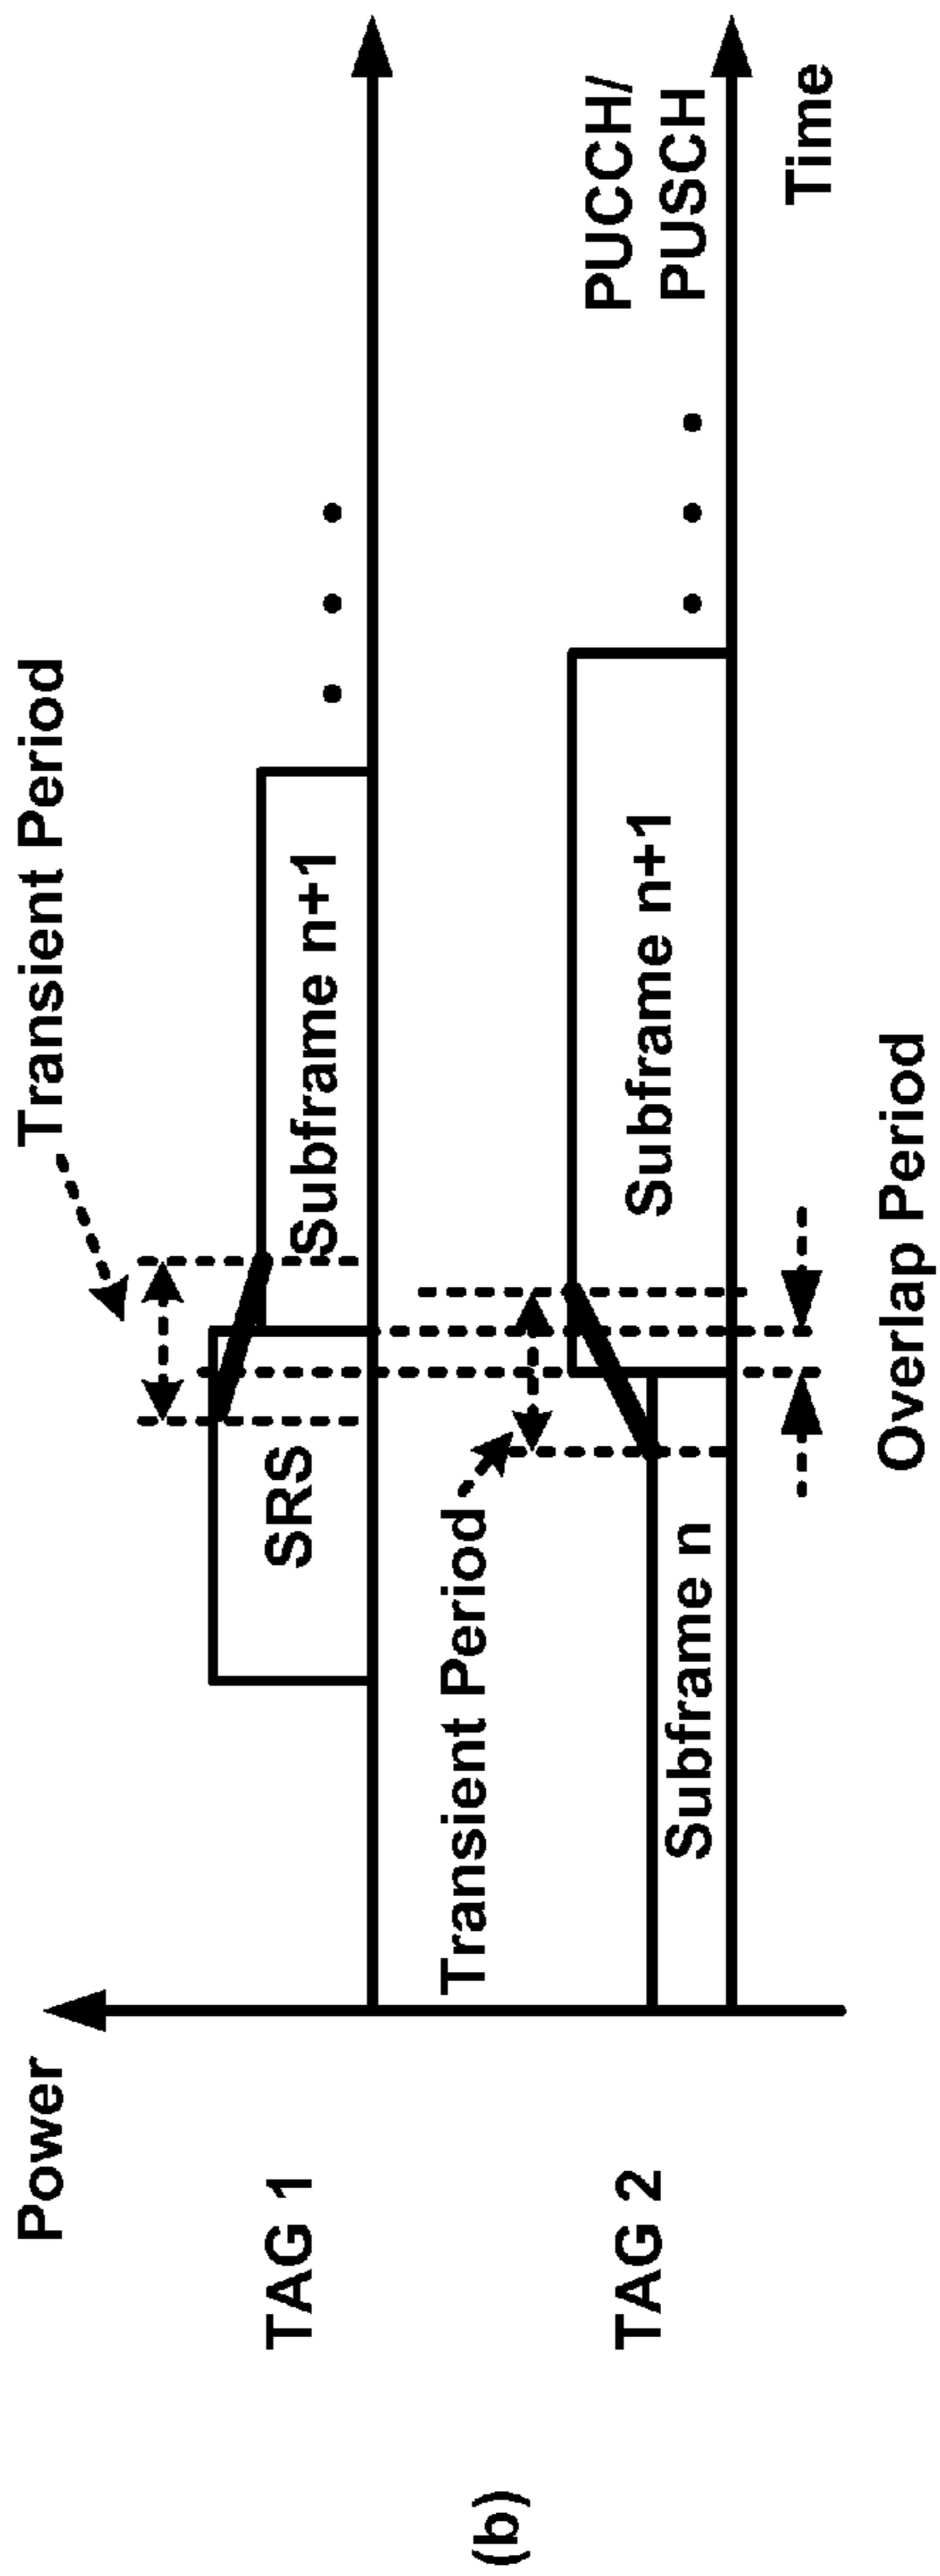 Power
Transient Period
TAG 1
SRS
Subframe n+1
Transient Period
PUCCH/
PUSCH
TAG 2
Subframe n
Subframe n+1
Time
Overlap Period
(b)